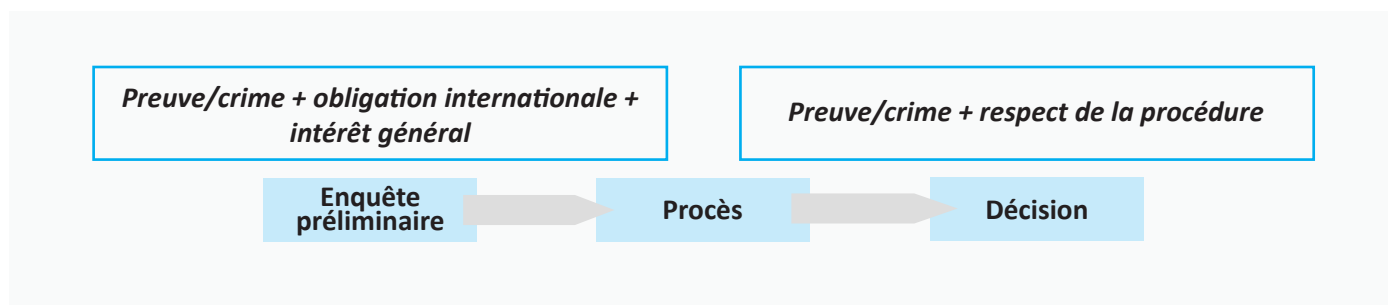 Preuve/crime + obligation internationale +
intérêt général
Preuve/crime + respect de la procédure
Enquête
préliminaire
Procès
Décision